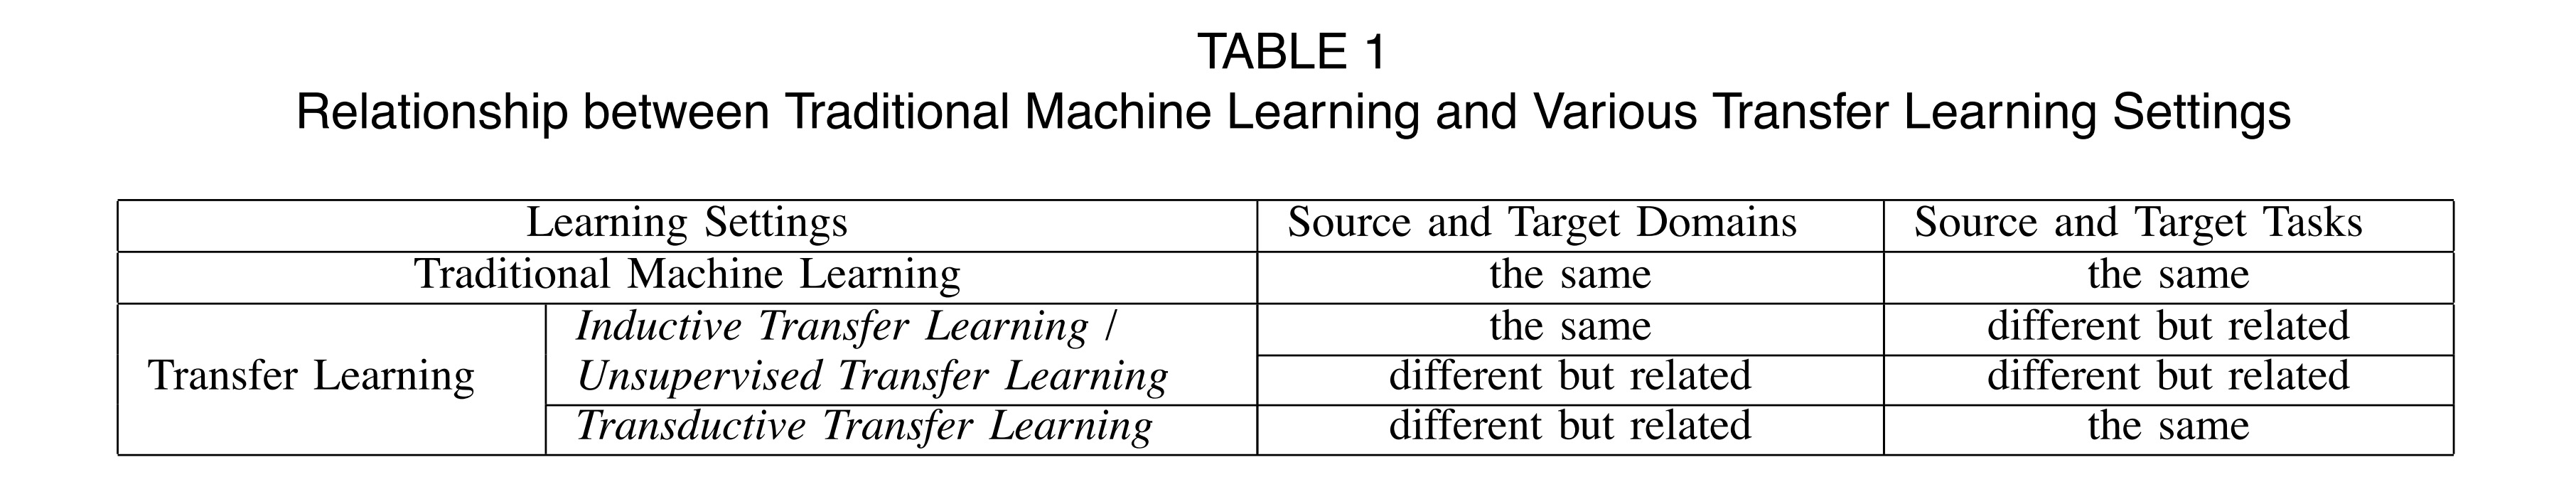 TABLE 1
Relationship between Traditional Machine Learning and Various Transfer Learning Settings
Learning Settings Source and Target Domains Source and Target Tasks
Traditional Machine Learning the same the same
Inductive Transfer Learning / the same different but related
Transfer Learning Unsupervised Transfer Learning different but related different but related
Transductive Transfer Learning different but related the same